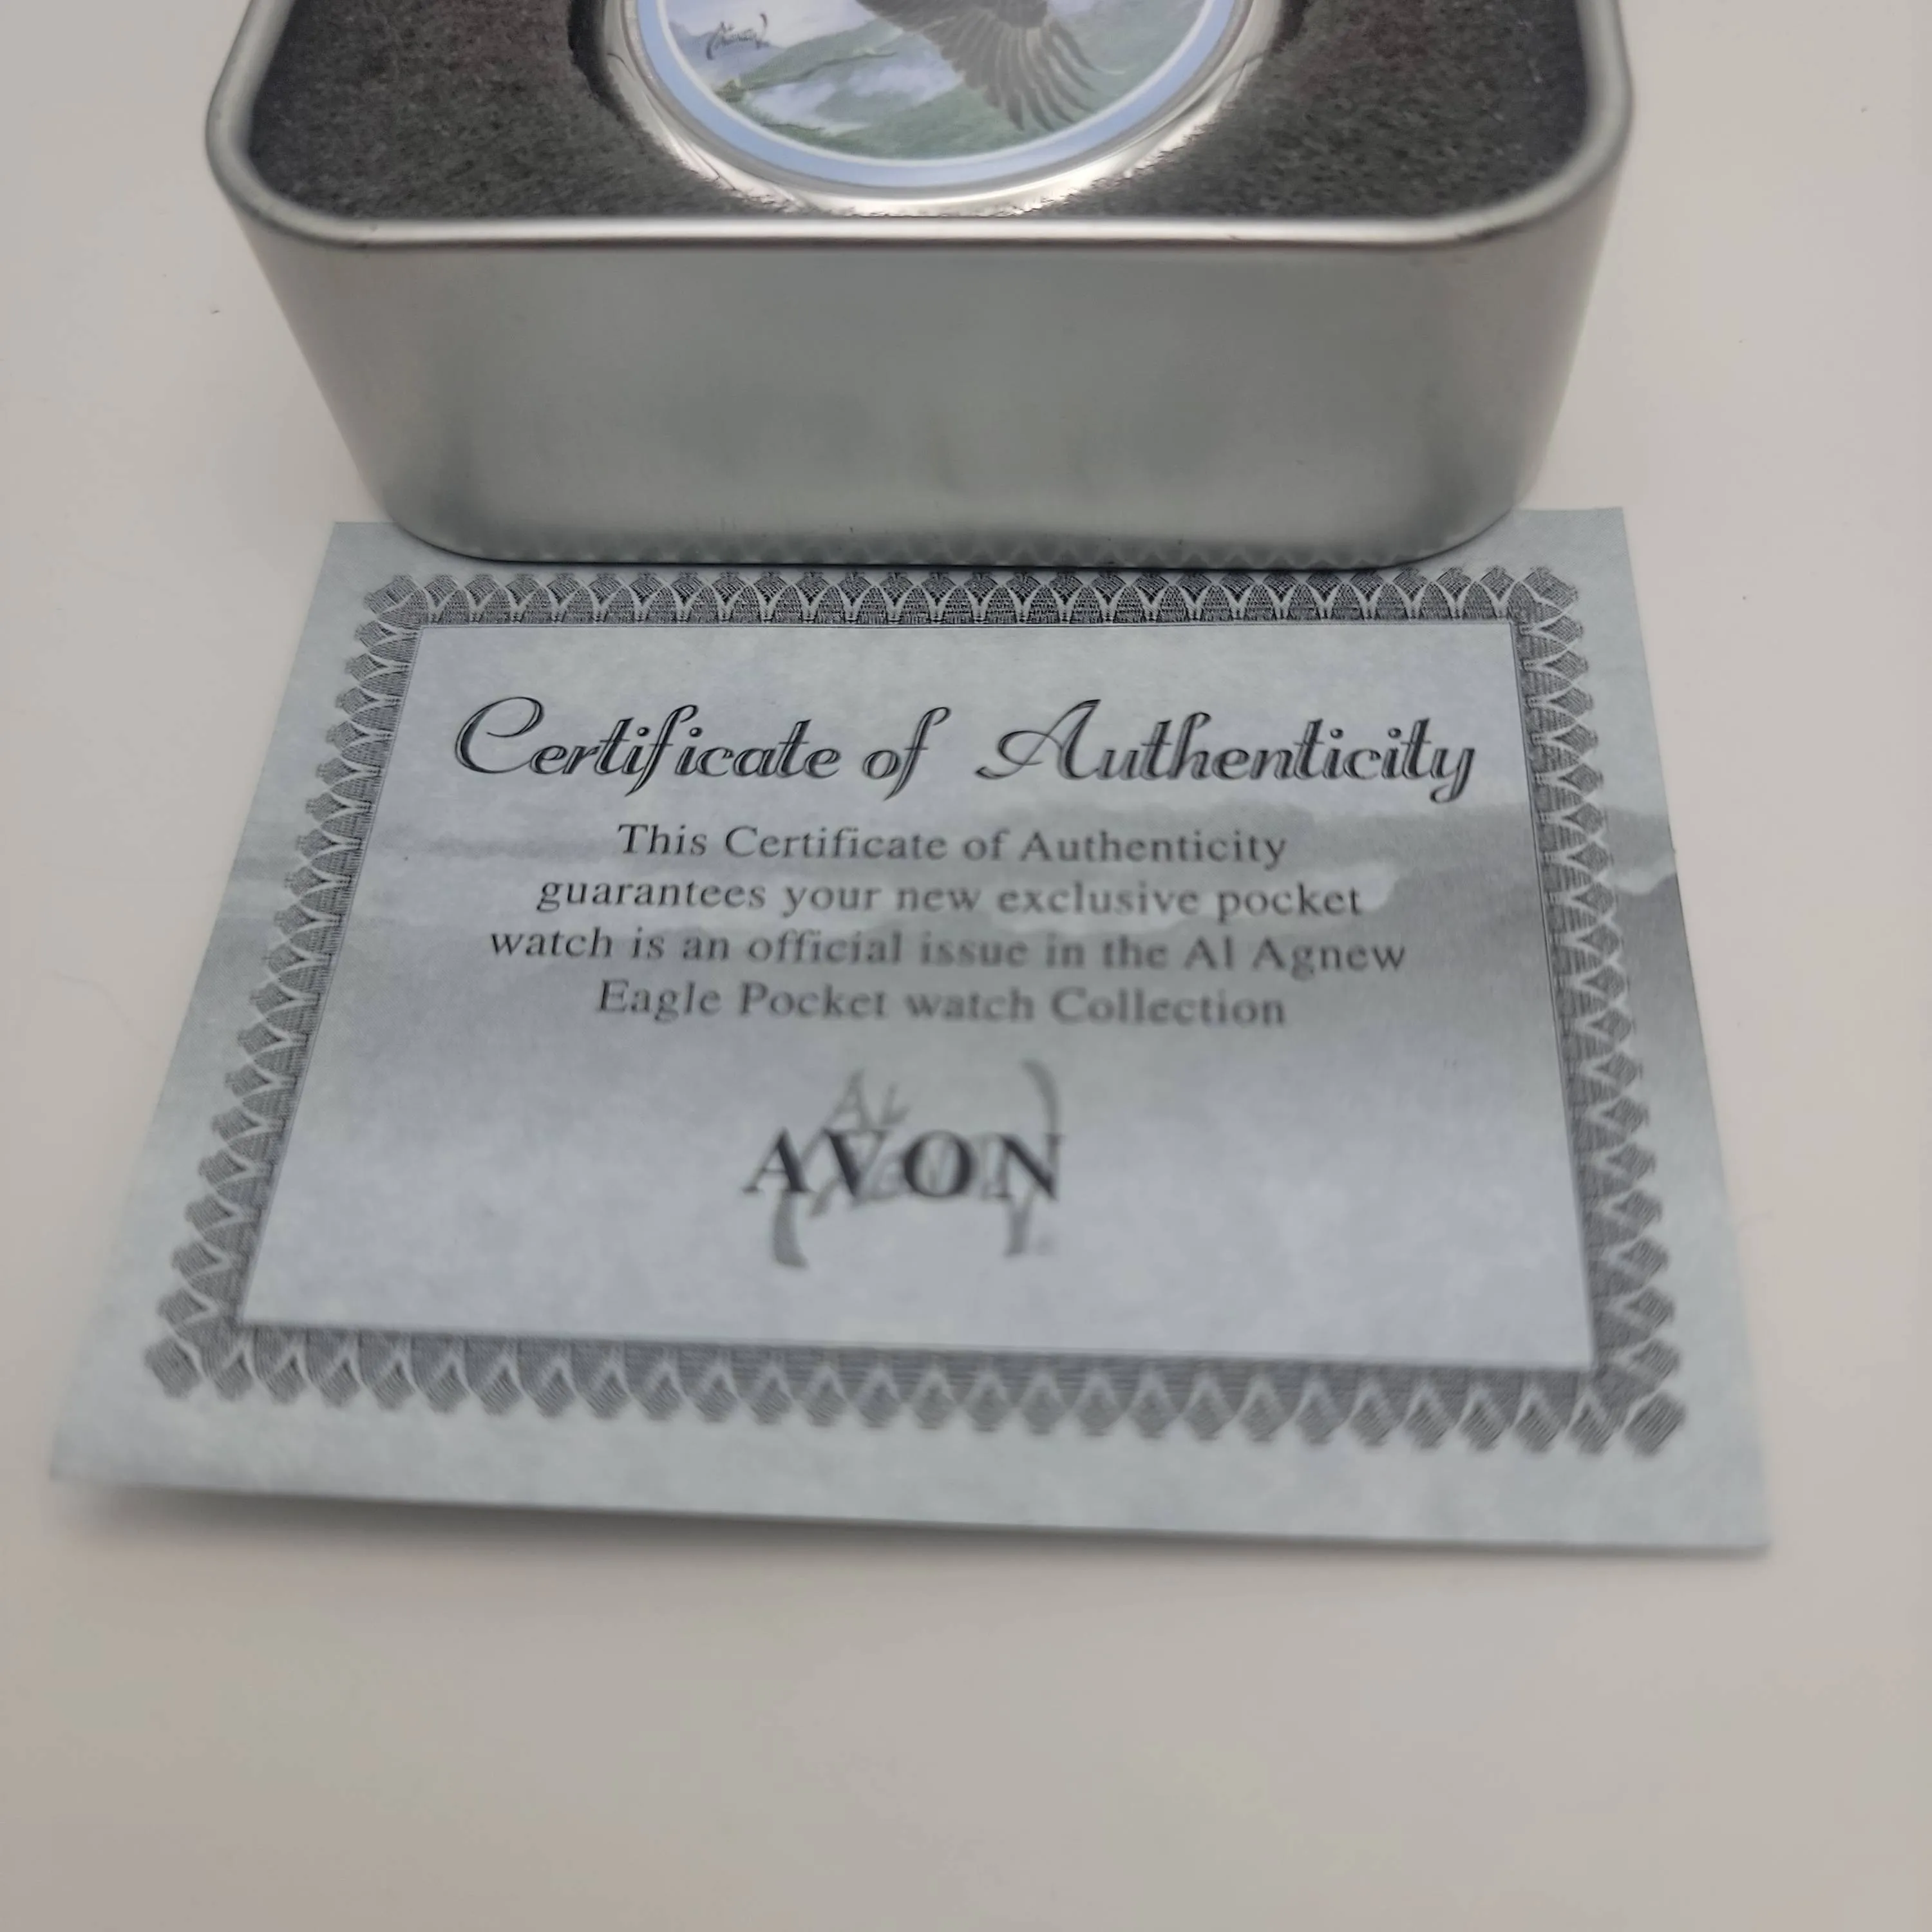 Certificate of Authenticity
This Certificate of Authenticity
guarantees your new exclusive pocket
watch is an official issue in the Al Agnew
Eagle Pocket watch Collection
AL
AVON